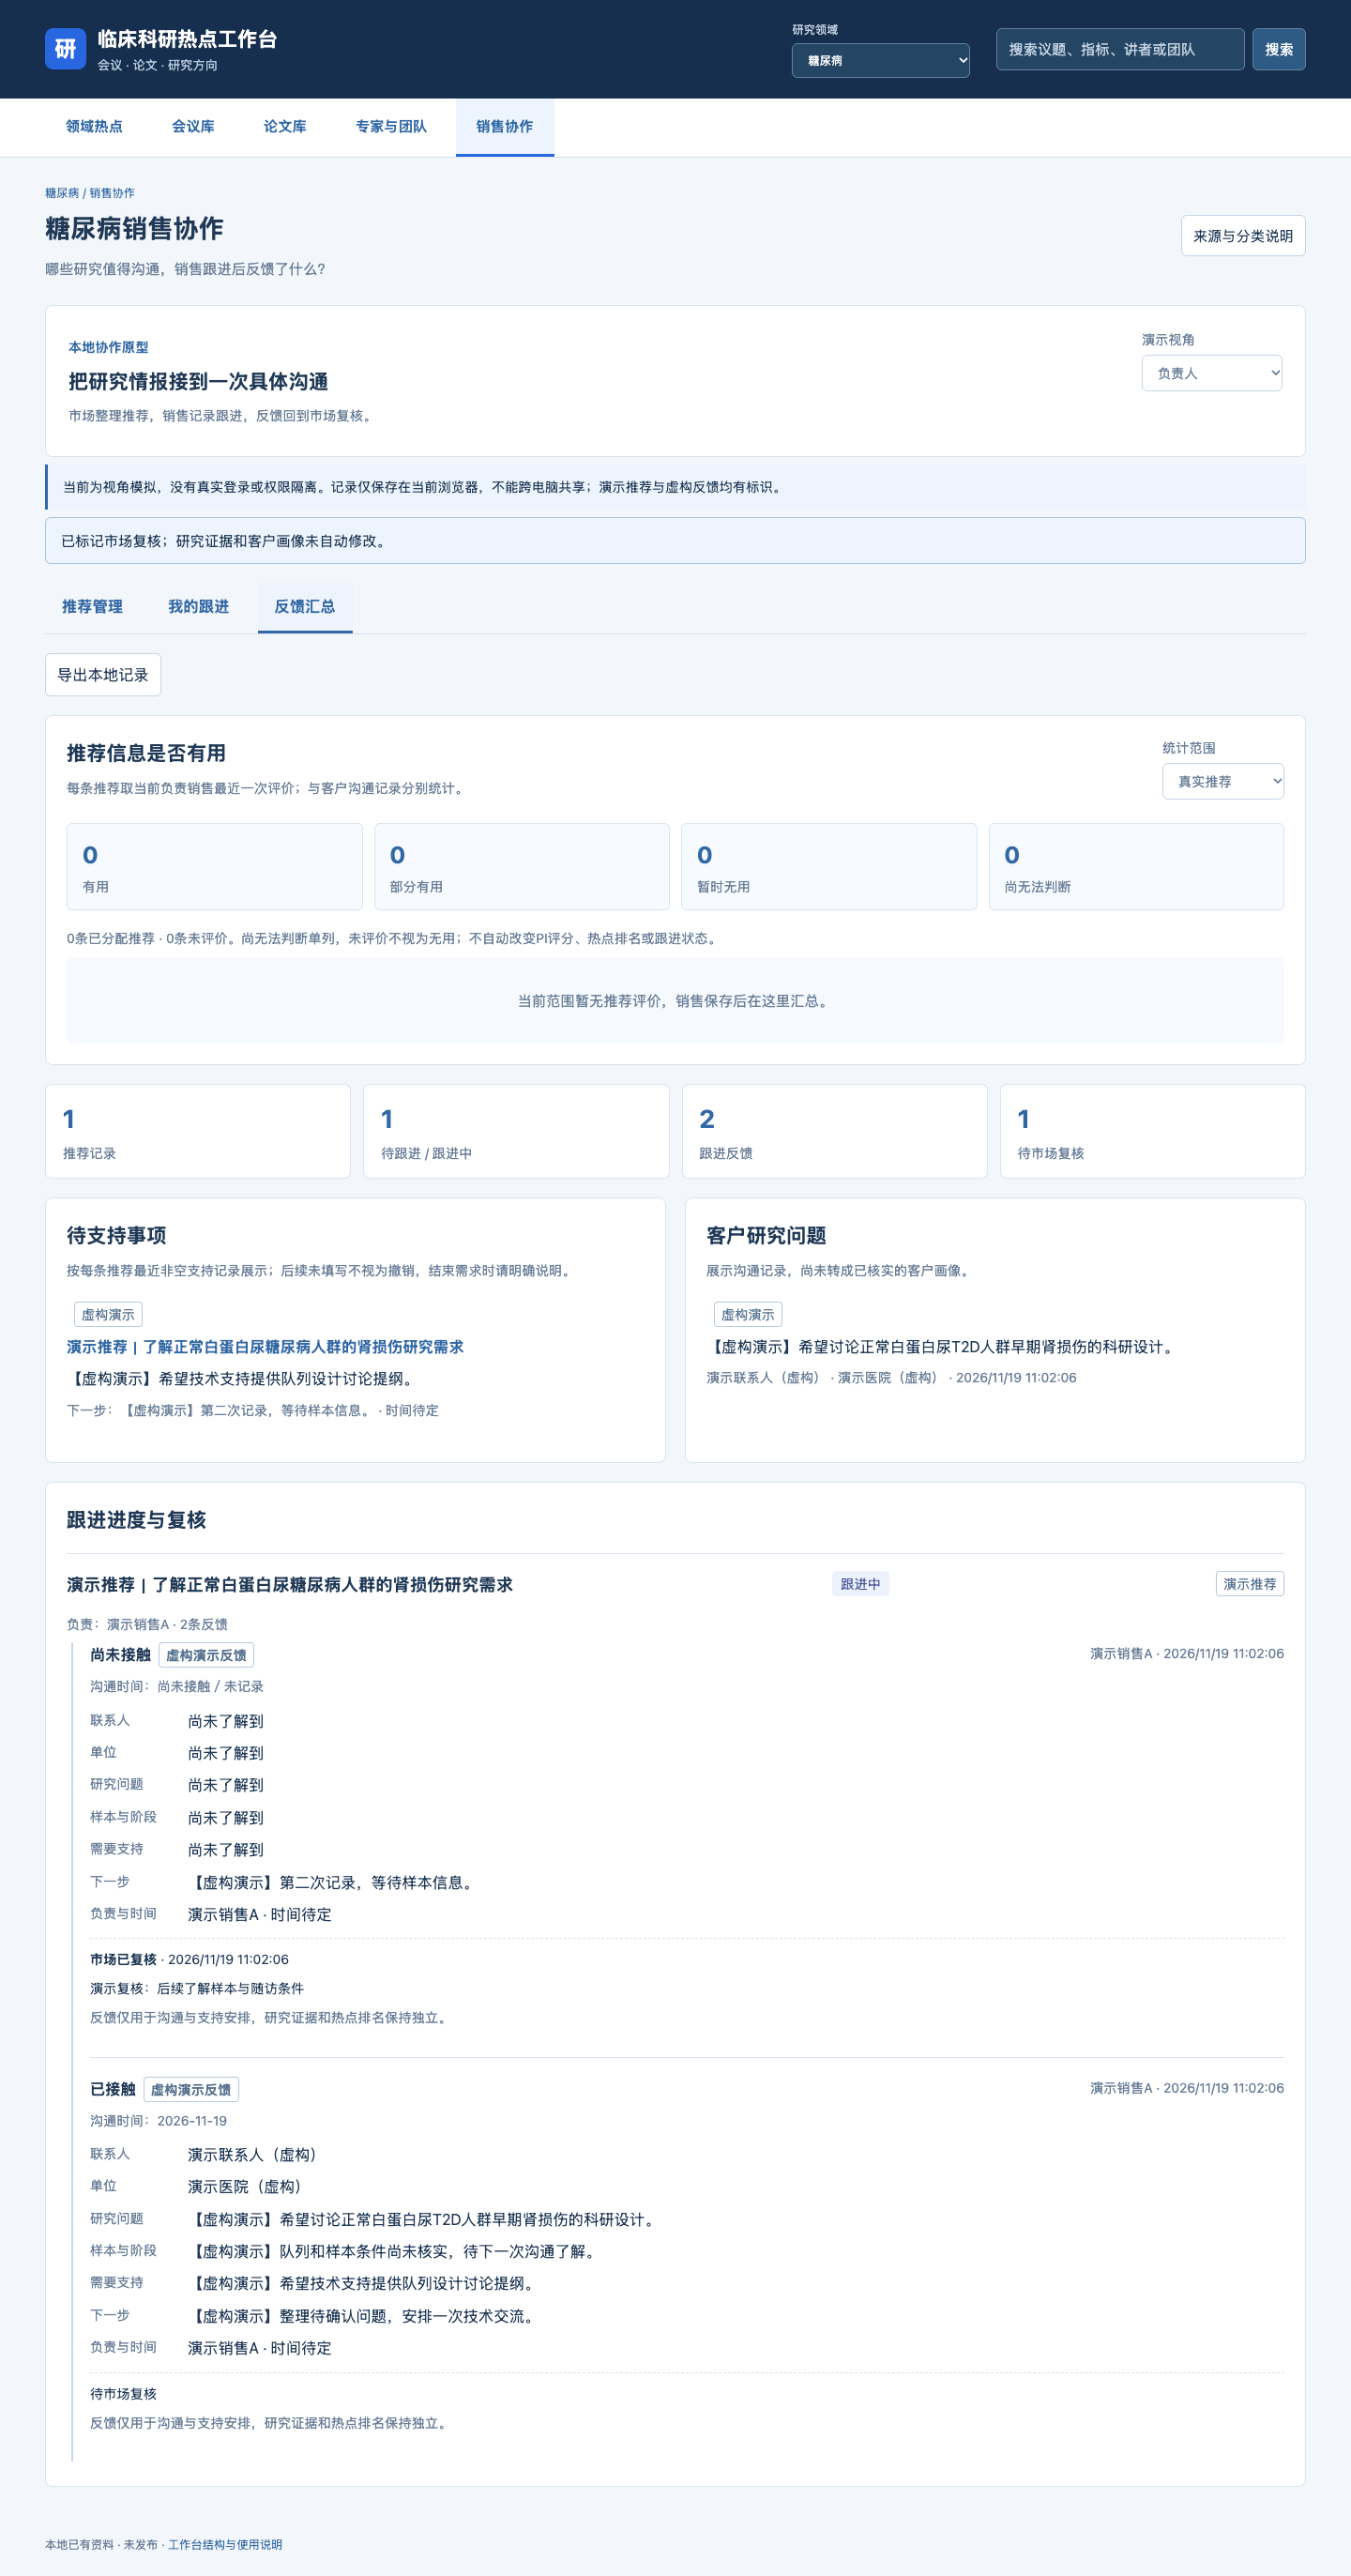 研
临床科研热点工作台
会议 · 论文 · 研究方向
研究领域
糖尿病
搜索议题、指标、讲者或团队
搜索
领域热点
会议库
论文库
专家与团队
销售协作
糖尿病 / 销售协作
糖尿病销售协作
来源与分类说明
哪些研究值得沟通，销售跟进后反馈了什么？
本地协作原型
把研究情报接到一次具体沟通
市场整理推荐，销售记录跟进，反馈回到市场复核。
演示视角
负责人
当前为视角模拟，没有真实登录或权限隔离。记录仅保存在当前浏览器，不能跨电脑共享；演示推荐与虚构反馈均有标识。
已标记市场复核；研究证据和客户画像未自动修改。
推荐管理
我的跟进
反馈汇总
导出本地记录
推荐信息是否有用
每条推荐取当前负责销售最近一次评价；与客户沟通记录分别统计。
统计范围
真实推荐
0
有用
0
部分有用
0
暂时无用
0
尚无法判断
0条已分配推荐 · 0条未评价。尚无法判断单列，未评价不视为无用；不自动改变PI评分、热点排名或跟进状态。
当前范围暂无推荐评价，销售保存后在这里汇总。
1
推荐记录
1
待跟进 / 跟进中
2
跟进反馈
1
待市场复核
待支持事项
按每条推荐最近非空支持记录展示；后续未填写不视为撤销，结束需求时请明确说明。
虚构演示
演示推荐 | 了解正常白蛋白尿糖尿病人群的肾损伤研究需求
【虚构演示】希望技术支持提供队列设计讨论提纲。
下一步：【虚构演示】第二次记录，等待样本信息。 · 时间待定
客户研究问题
展示沟通记录，尚未转成已核实的客户画像。
虚构演示
【虚构演示】希望讨论正常白蛋白尿T2D人群早期肾损伤的科研设计。
演示联系人（虚构） · 演示医院（虚构） · 2026/11/19 11:02:06
跟进进度与复核
演示推荐 | 了解正常白蛋白尿糖尿病人群的肾损伤研究需求
跟进中
演示推荐
负责：演示销售A · 2条反馈
尚未接触 虚构演示反馈
演示销售A · 2026/11/19 11:02:06
沟通时间：尚未接触 / 未记录
联系人 尚未了解到
单位 尚未了解到
研究问题 尚未了解到
样本与阶段 尚未了解到
需要支持 尚未了解到
下一步 【虚构演示】第二次记录，等待样本信息。
负责与时间 演示销售A · 时间待定
市场已复核 · 2026/11/19 11:02:06
演示复核：后续了解样本与随访条件
反馈仅用于沟通与支持安排，研究证据和热点排名保持独立。
已接触 虚构演示反馈
演示销售A · 2026/11/19 11:02:06
沟通时间：2026-11-19
联系人 演示联系人（虚构）
单位 演示医院（虚构）
研究问题 【虚构演示】希望讨论正常白蛋白尿T2D人群早期肾损伤的科研设计。
样本与阶段 【虚构演示】队列和样本条件尚未核实，待下一次沟通了解。
需要支持 【虚构演示】希望技术支持提供队列设计讨论提纲。
下一步 【虚构演示】整理待确认问题，安排一次技术交流。
负责与时间 演示销售A · 时间待定
待市场复核
反馈仅用于沟通与支持安排，研究证据和热点排名保持独立。
本地已有资料 · 未发布 · 工作台结构与使用说明